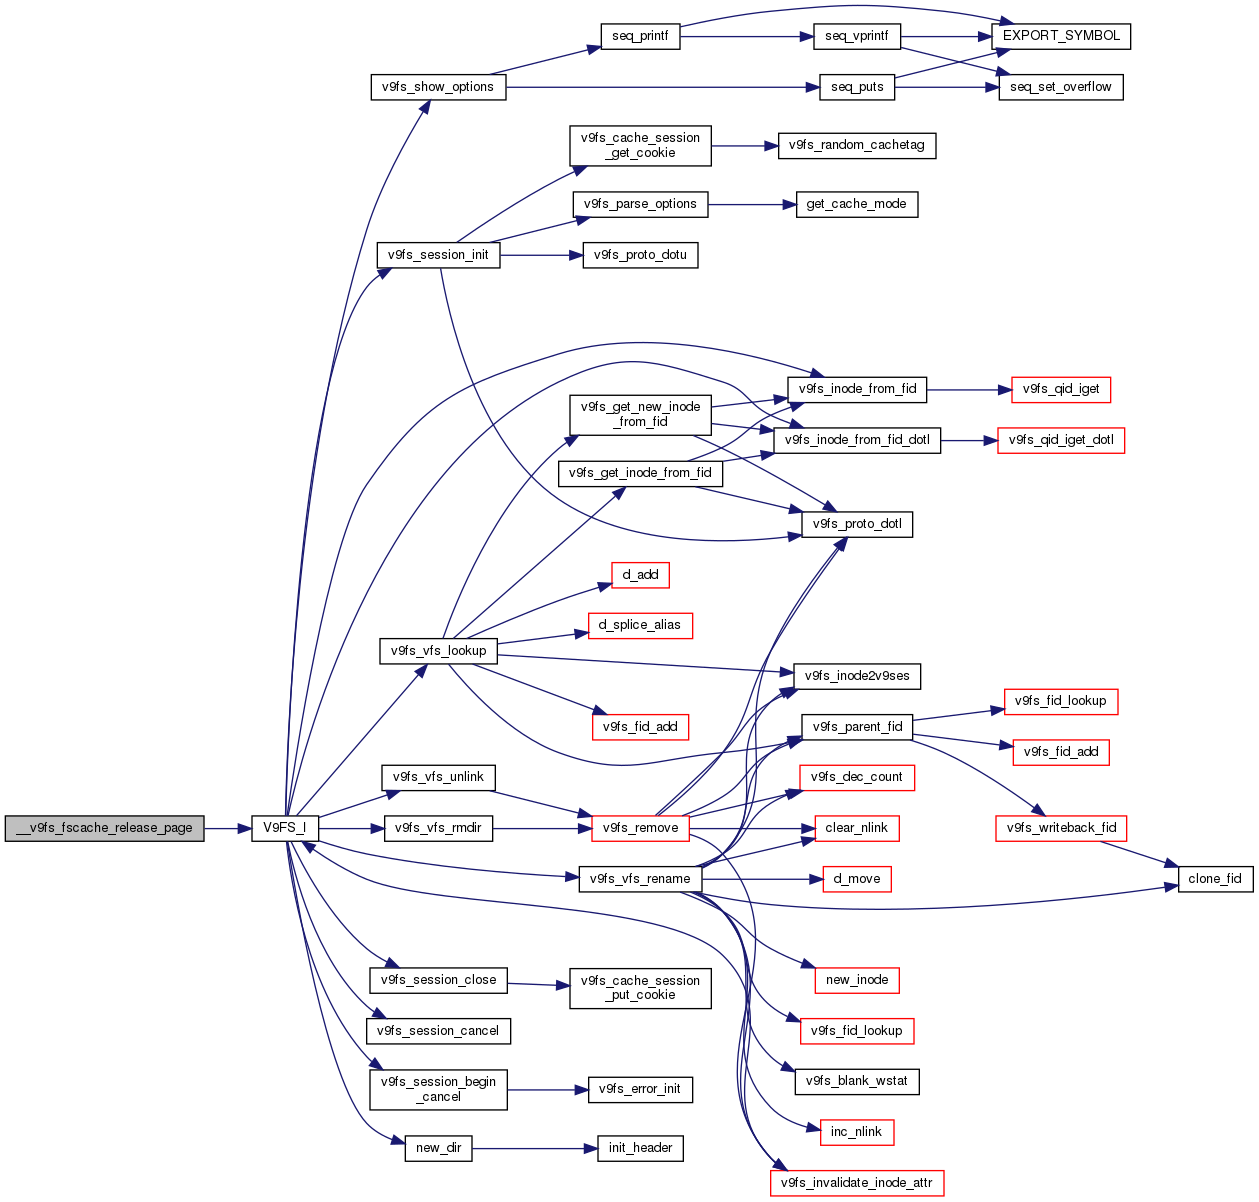 seq_printf
seq_vprintf
EXPORT_SYMBOL
v9fs_show_options
seq_puts
seq_set_overflow
v9fs_cache_session
_get_cookie
v9fs_random_cachetag
v9fs_parse_options
get_cache_mode
v9fs_session_init
v9fs_proto_dotu
v9fs_inode_from_fid
v9fs_qid_iget
v9fs_get_new_inode
_from_fid
v9fs_inode_from_fid_dotl
v9fs_qid_iget_dotl
v9fs_get_inode_from_fid
v9fs_proto_dotl
d_add
d_splice_alias
v9fs_vfs_lookup
v9fs_inode2v9ses
v9fs_fid_lookup
v9fs_fid_add
v9fs_parent_fid
v9fs_fid_add
v9fs_vfs_unlink
v9fs_dec_count
__v9fs_fscache_release_page
V9FS_I
v9fs_vfs_rmdir
v9fs_remove
clear_nlink
v9fs_writeback_fid
v9fs_vfs_rename
d_move
clone_fid
v9fs_session_close
v9fs_cache_session
_put_cookie
new_inode
v9fs_session_cancel
v9fs_fid_lookup
v9fs_session_begin
_cancel
v9fs_error_init
v9fs_blank_wstat
inc_nlink
new_dir
init_header
v9fs_invalidate_inode_attr